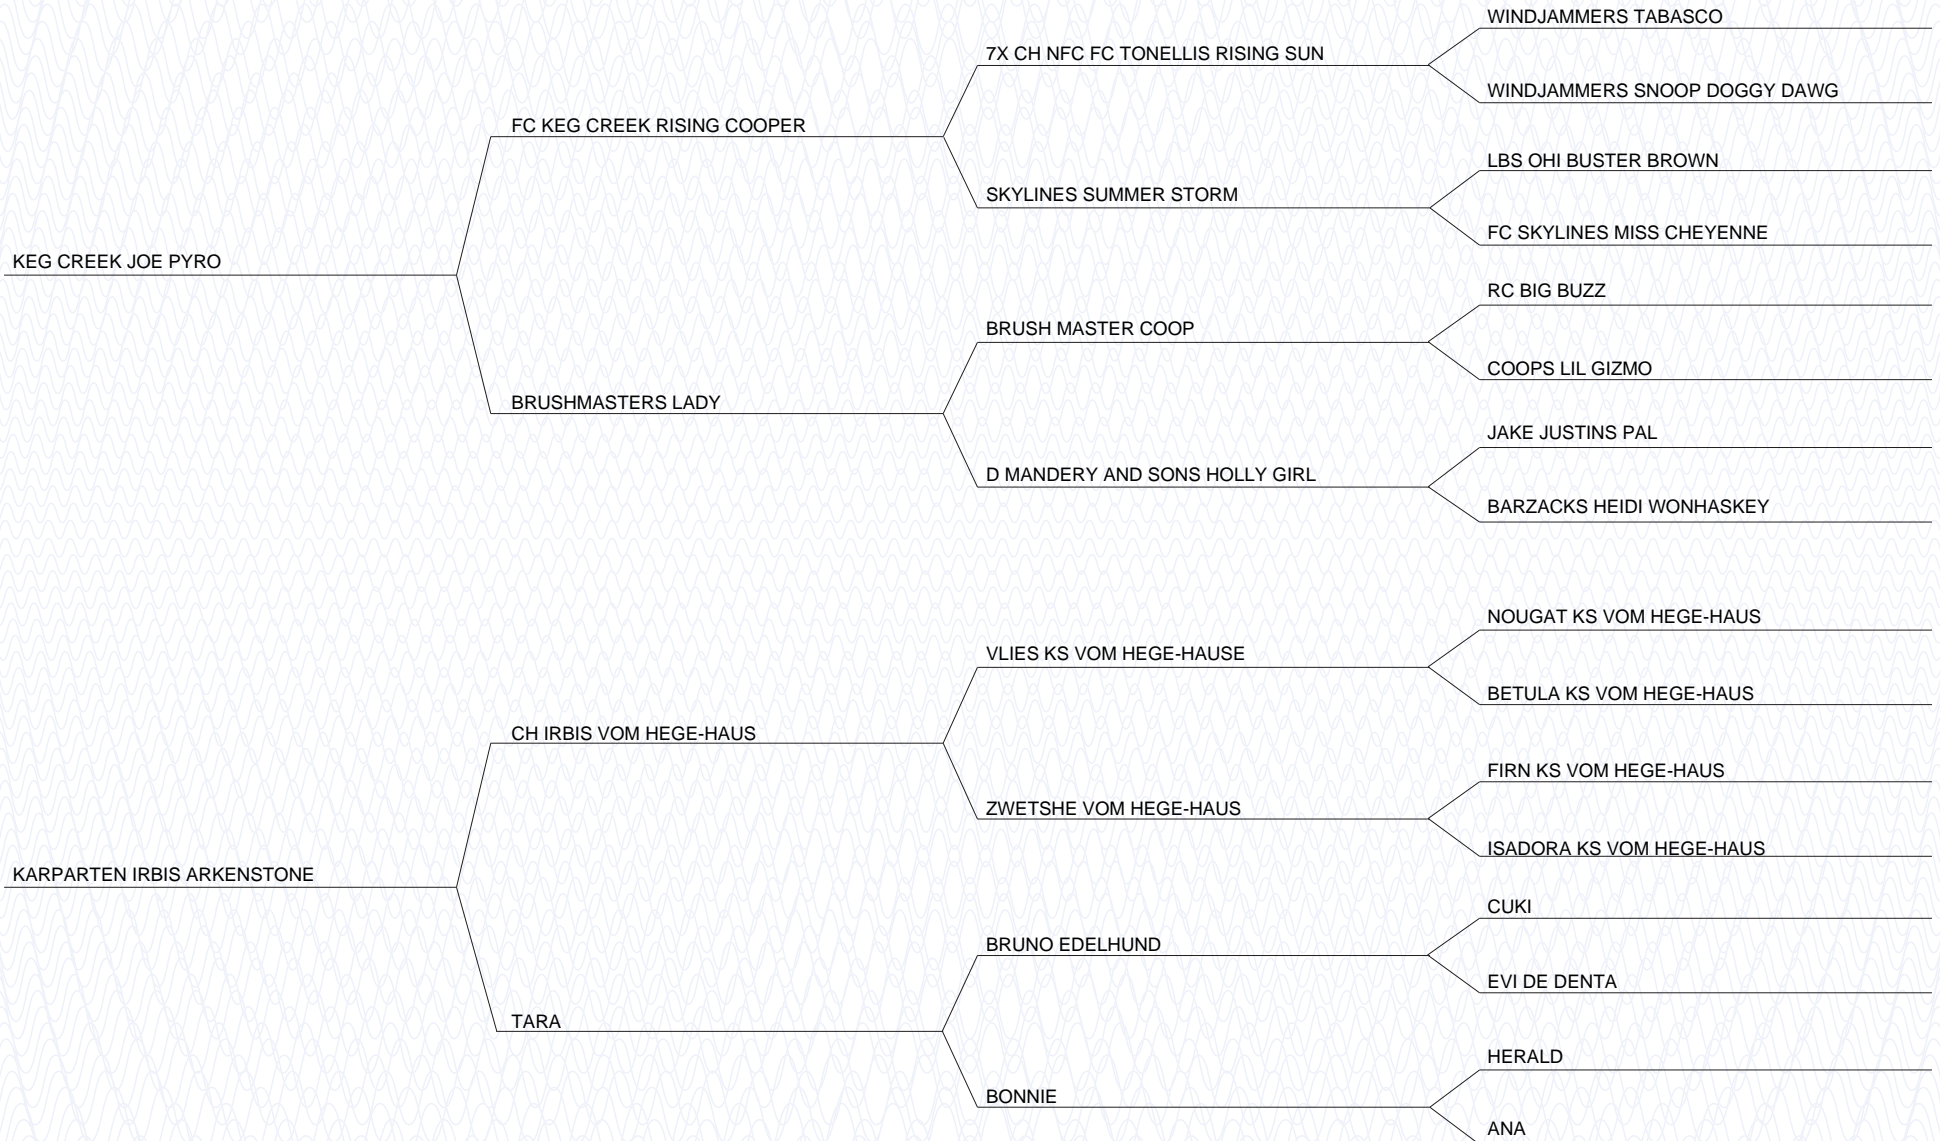 WINDJAMMERS TABASCO
7X CH NFC FC TONELLIS RISING SUN
WINDJAMMERS SNOOP DOGGY DAWG
FC KEG CREEK RISING COOPER
LBS OHI BUSTER BROWN
SKYLINES SUMMER STORM
FC SKYLINES MISS CHEYENNE
KEG CREEK JOE PYRO
RC BIG BUZZ
BRUSH MASTER COOP
COOPS LIL GIZMO
BRUSHMASTERS LADY
JAKE JUSTINS PAL
D MANDERY AND SONS HOLLY GIRL
BARZACKS HEIDI WONHASKEY
NOUGAT KS VOM HEGE-HAUS
VLIES KS VOM HEGE-HAUSE
BETULA KS VOM HEGE-HAUS
CH IRBIS VOM HEGE-HAUS
FIRN KS VOM HEGE-HAUS
ZWETSHE VOM HEGE-HAUS
ISADORA KS VOM HEGE-HAUS
KARPARTEN IRBIS ARKENSTONE
CUKI
BRUNO EDELHUND
EVI DE DENTA
TARA
HERALD
BONNIE
ANA